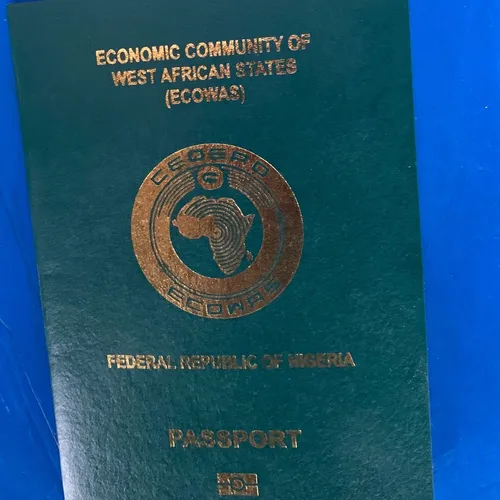 ECONOMIC COMMUNITY OF
WEST AFRICAN STATES
(ECOWAS)
CEDEAO
ECOWAS
FEDERAL REPUBLIC OF NIGERIA
PASSPORT